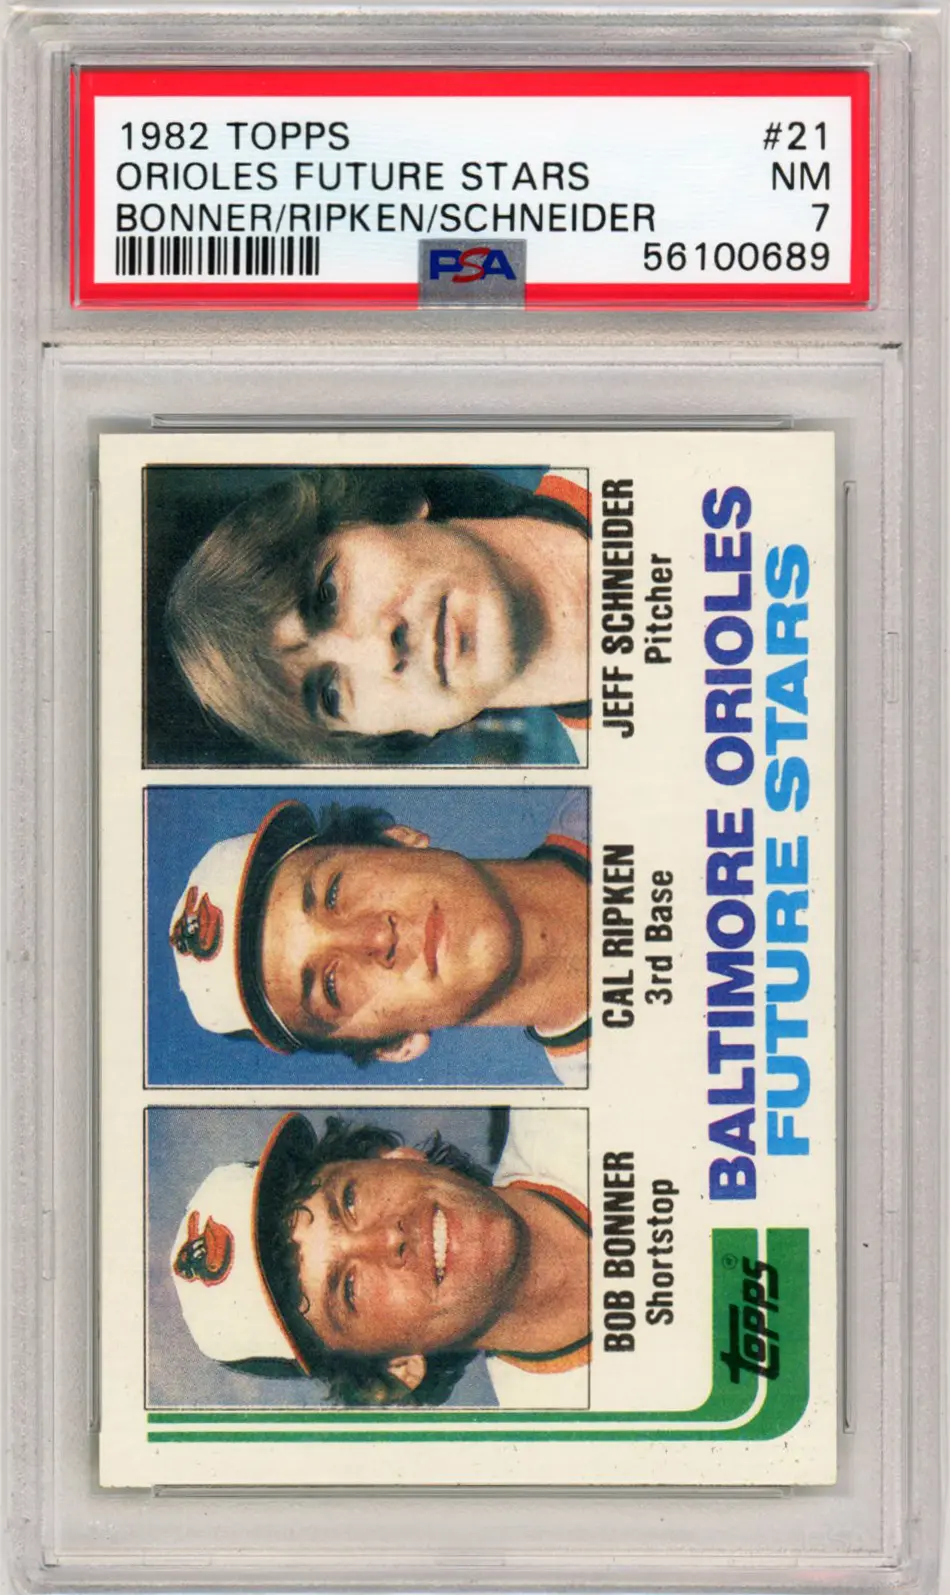 1982 TOPPS #21
ORIOLES FUTURE STARS NM
BONNER/RIPKEN/SCHNEIDER 7
56100689
PSA
BOB BONNER
Shortstop
CAL RIPKEN
3rd Base
JEFF SCHNEIDER
Pitcher
topps®
BALTIMORE ORIOLES
FUTURE STARS